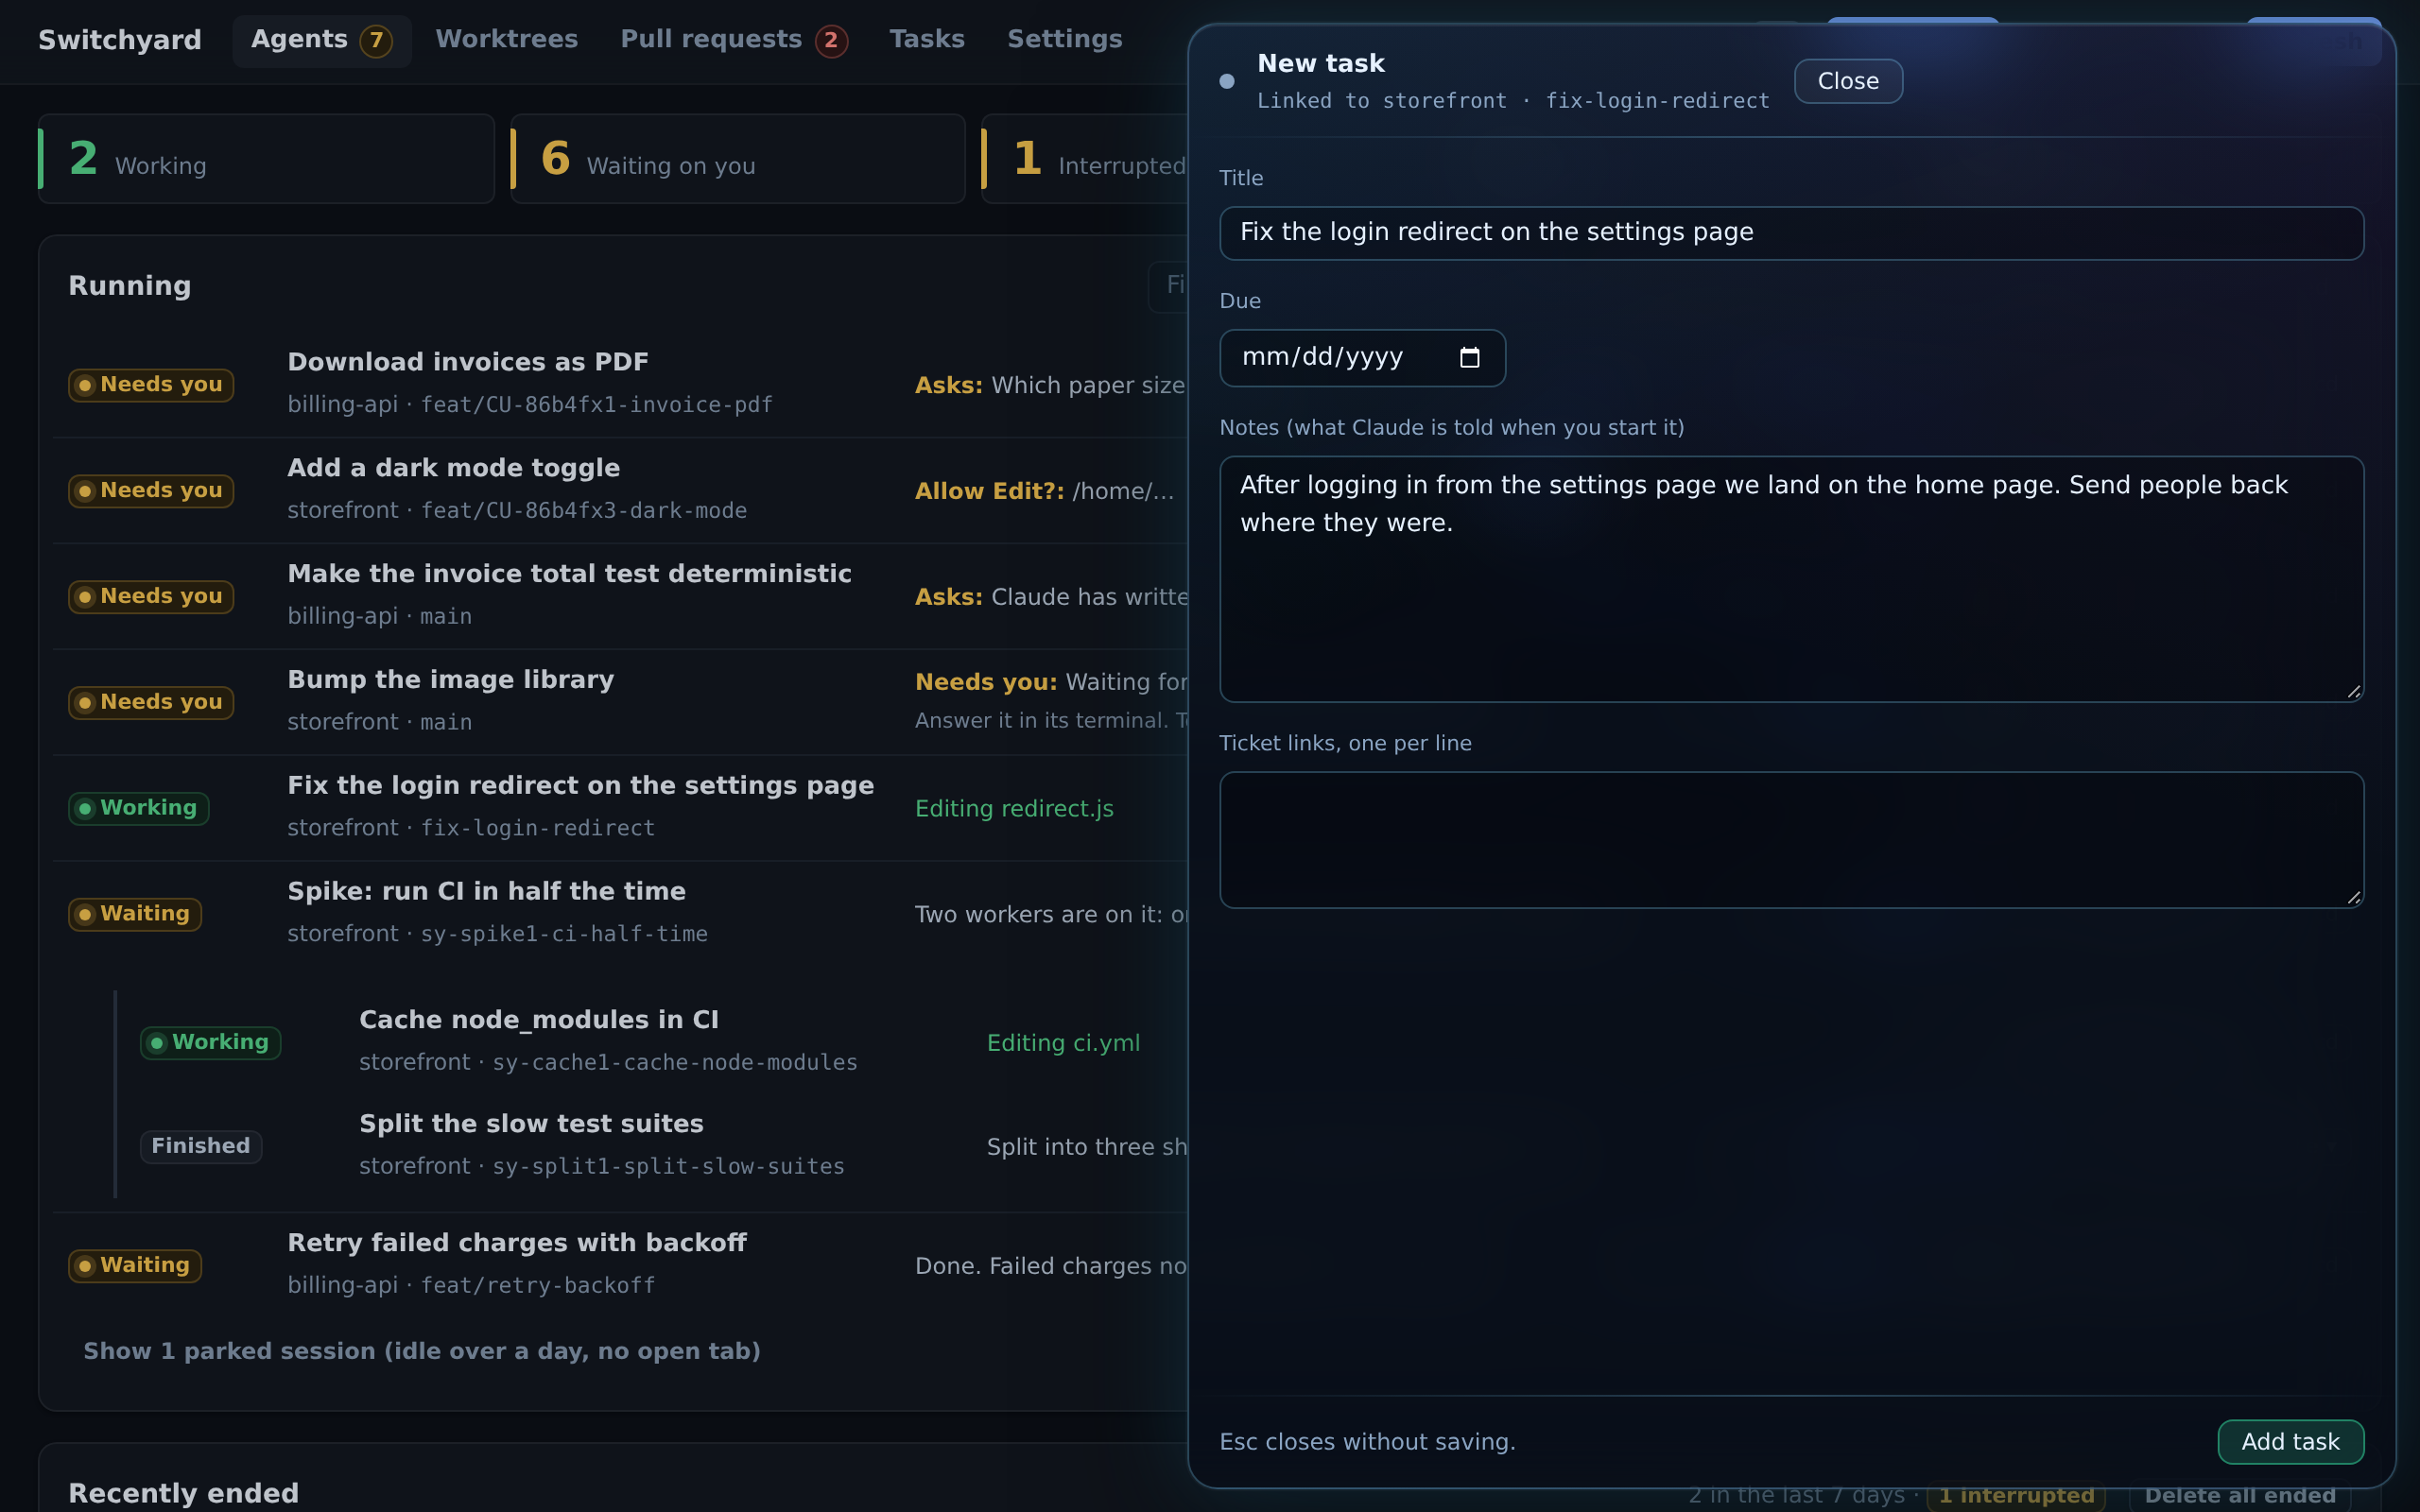 Switchyard
Agents 7
Worktrees
Pull requests 2
Tasks
Settings
2 Working
6 Waiting on you
1 Interrupted
Running
Fi
Needs you
Download invoices as PDF
billing-api · feat/CU-86b4fx1-invoice-pdf
Asks: Which paper size
Needs you
Add a dark mode toggle
storefront · feat/CU-86b4fx3-dark-mode
Allow Edit?: /home/...
Needs you
Make the invoice total test deterministic
billing-api · main
Asks: Claude has writte
Needs you
Bump the image library
storefront · main
Needs you: Waiting for
Answer it in its terminal. T
Working
Fix the login redirect on the settings page
storefront · fix-login-redirect
Editing redirect.js
Waiting
Spike: run CI in half the time
storefront · sy-spike1-ci-half-time
Two workers are on it: o
Working
Cache node_modules in CI
storefront · sy-cache1-cache-node-modules
Editing ci.yml
Finished
Split the slow test suites
storefront · sy-split1-split-slow-suites
Split into three sh
Waiting
Retry failed charges with backoff
billing-api · feat/retry-backoff
Done. Failed charges no
Show 1 parked session (idle over a day, no open tab)
Recently ended
2 in the last 7 days · 1 interrupted
Delete all ended
New task
Linked to storefront · fix-login-redirect
Close
Title
Fix the login redirect on the settings page
Due
mm/dd/yyyy
Notes (what Claude is told when you start it)
After logging in from the settings page we land on the home page. Send people back
where they were.
Ticket links, one per line
Esc closes without saving.
Add task